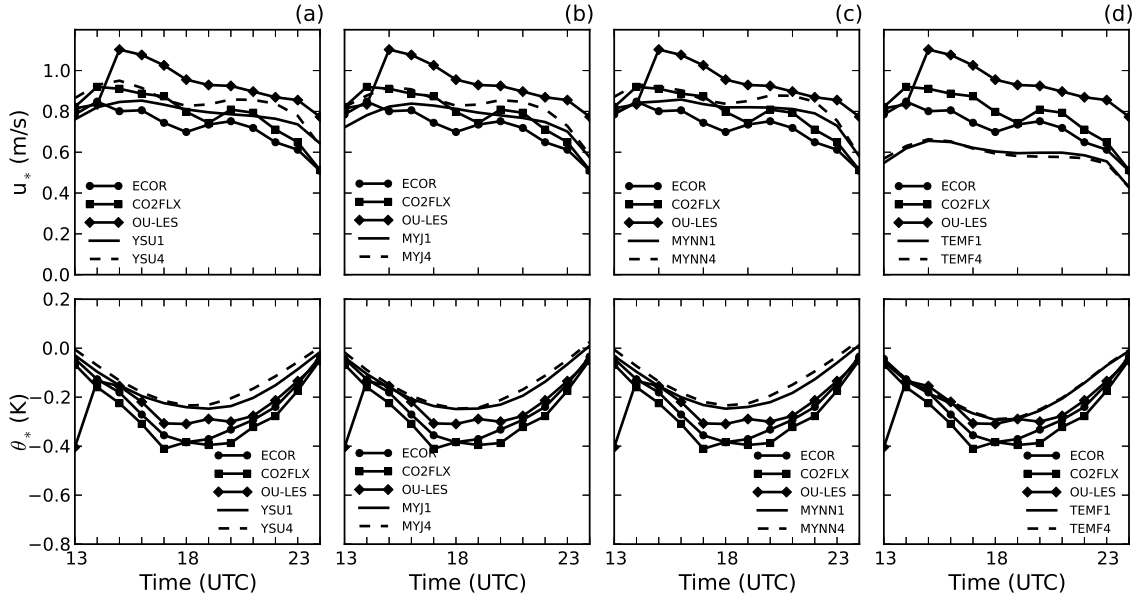 (a) (b) (c) (d)
1.0
0.8
0.6
0.4
0.2
0.0
u* (m/s)
ECOR
CO2FLX
OU-LES
YSU1
YSU4
ECOR
CO2FLX
OU-LES
MYJ1
MYJ4
ECOR
CO2FLX
OU-LES
MYNN1
MYNN4
ECOR
CO2FLX
OU-LES
TEMF1
TEMF4
0.2
0.0
−0.2
−0.4
−0.6
−0.8
θ* (K)
ECOR
CO2FLX
OU-LES
YSU1
YSU4
ECOR
CO2FLX
OU-LES
MYJ1
MYJ4
ECOR
CO2FLX
OU-LES
MYNN1
MYNN4
ECOR
CO2FLX
OU-LES
TEMF1
TEMF4
13 18 23 13 18 23 13 18 23 13 18 23
Time (UTC) Time (UTC) Time (UTC) Time (UTC)